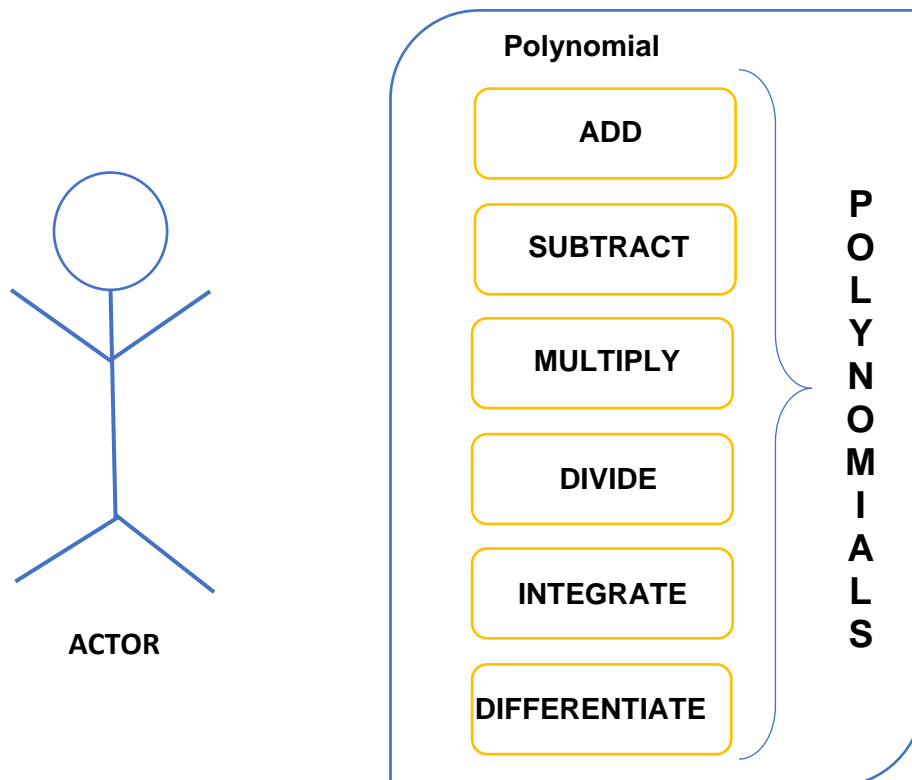 Polynomial
ADD
SUBTRACT
MULTIPLY
DIVIDE
INTEGRATE
DIFFERENTIATE
POLYNOMIALS
ACTOR